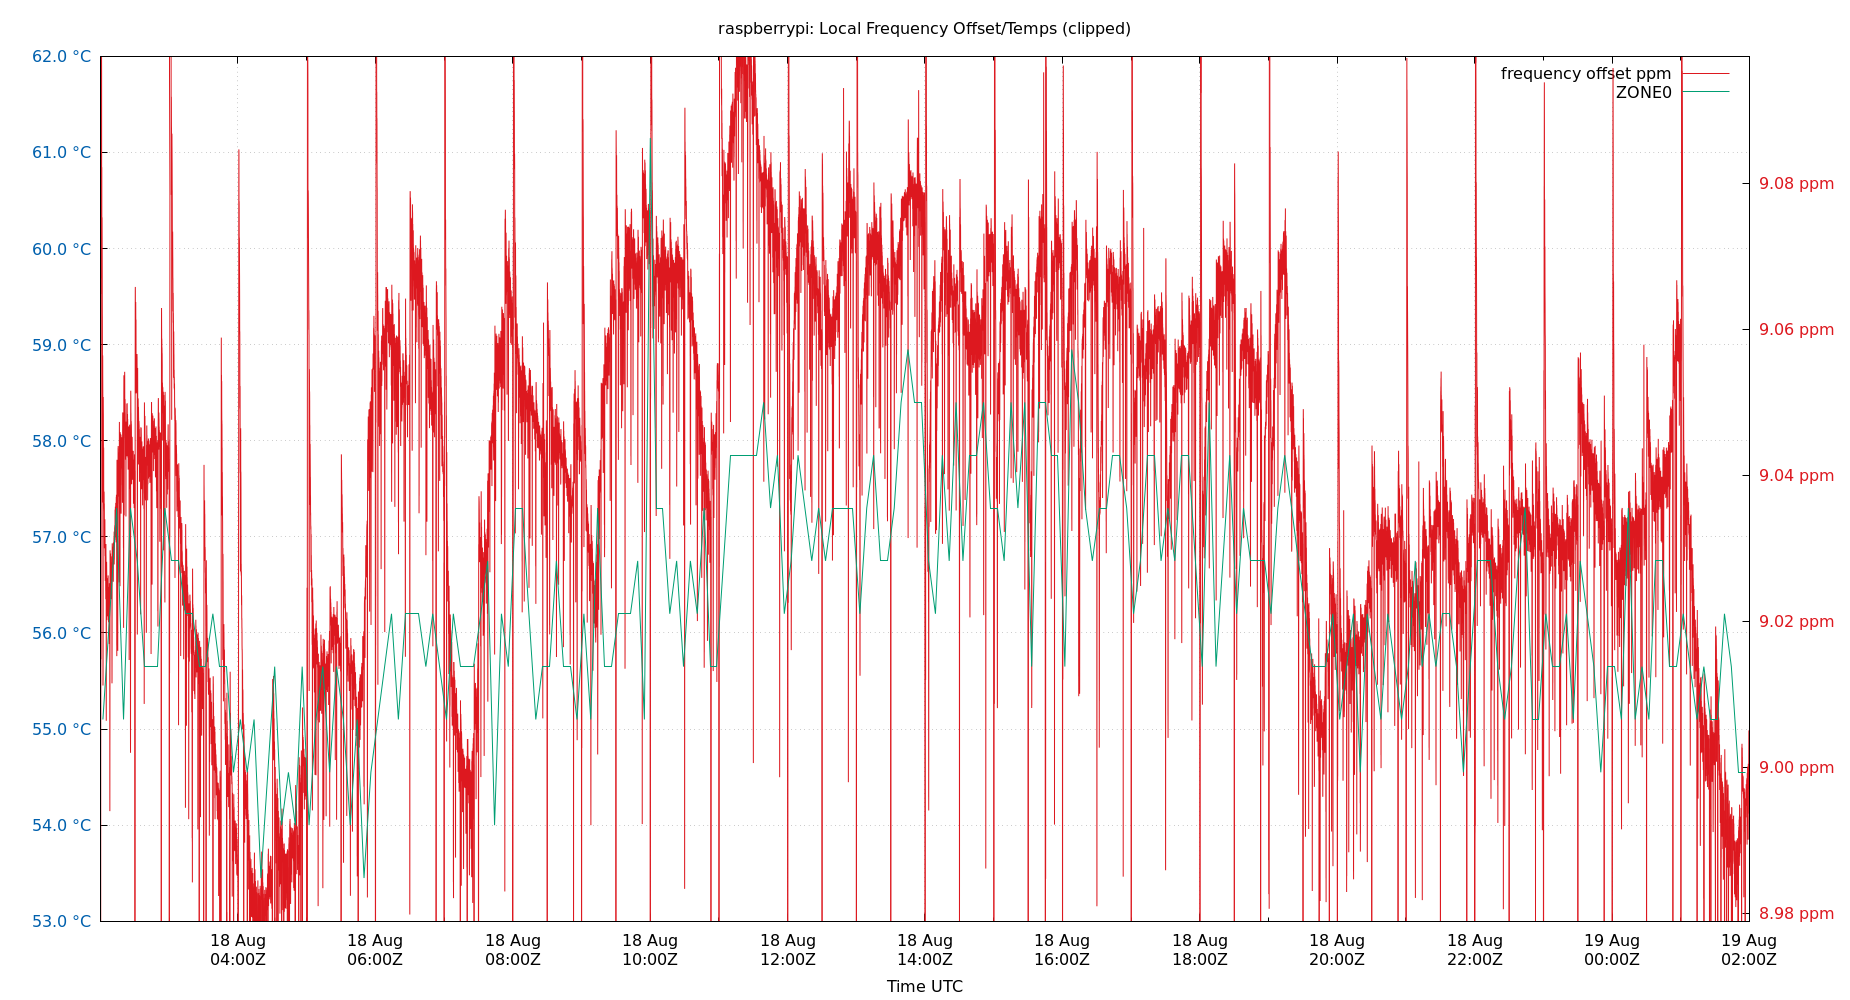 raspberrypi: Local Frequency Offset/Temps (clipped)
62.0 °C
61.0 °C
60.0 °C
59.0 °C
58.0 °C
57.0 °C
56.0 °C
55.0 °C
54.0 °C
53.0 °C
frequency offset ppm
ZONE0
9.08 ppm
9.06 ppm
9.04 ppm
9.02 ppm
9.00 ppm
8.98 ppm
18 Aug 18 Aug 18 Aug 18 Aug 18 Aug 18 Aug 18 Aug 18 Aug 18 Aug 18 Aug 19 Aug 19 Aug
04:00Z 06:00Z 08:00Z 10:00Z 12:00Z 14:00Z 16:00Z 18:00Z 20:00Z 22:00Z 00:00Z 02:00Z
Time UTC